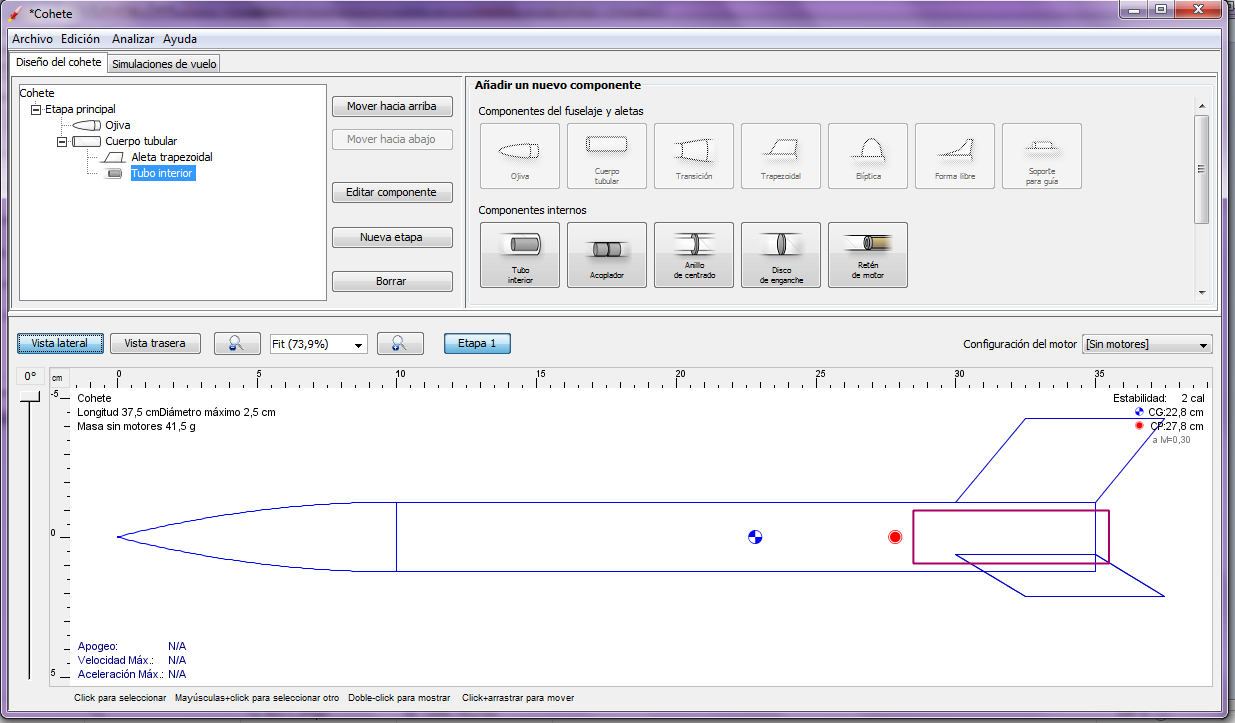 *Cohete
Archivo Edición Analizar Ayuda
Diseño del cohete Simulaciones de vuelo
Cohete
Etapa principal
Ojiva
Cuerpo tubular
Aleta trapezoidal
Tubo interior
Mover hacia arriba
Mover hacia abajo
Editar componente
Nueva etapa
Borrar
Añadir un nuevo componente
Componentes del fuselaje y aletas
Ojiva
Cuerpo
tubular
Transición
Trapezoidal
Elíptica
Forma libre
Soporte
para guía
Componentes internos
Tubo
interior
Acoplador
Anillo
de centrado
Disco
de enganche
Retén
de motor
Vista lateral Vista trasera Fit (73,9%) Etapa 1 Configuración del motor [Sin motores]
0°
cm 0 5 10 15 20 25 30 35
-5
0
5
Cohete
Longitud 37,5 cmDiámetro máximo 2,5 cm
Masa sin motores 41,5 g
Estabilidad: 2 cal
CG:22,8 cm
CP:27,8 cm
a M=0,30
Apogeo: N/A
Velocidad Máx.: N/A
Aceleración Máx.: N/A
Click para seleccionar Mayúsculas+click para seleccionar otro Doble-click para mostrar Click+arrastrar para mover